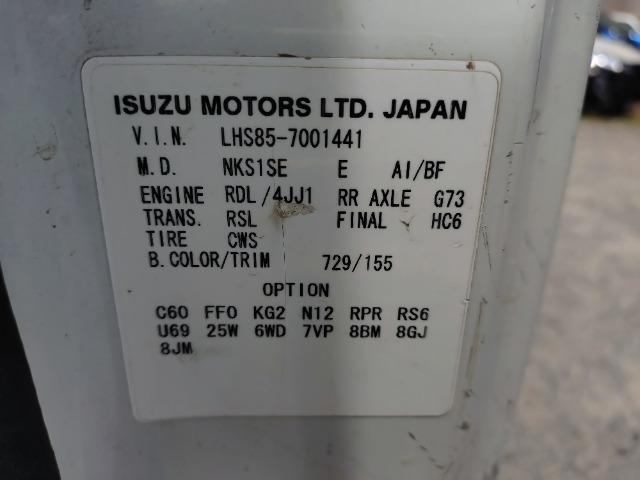 ISUZU MOTORS LTD. JAPAN
V.I.N. LHS85-7001441
M.D. NKS1SE E AI/BF
ENGINE RDL/4JJ1 RR AXLE G73
TRANS. RSL FINAL HC6
TIRE CWS
B.COLOR/TRIM 729/155
OPTION
C60 FF0 KG2 N12 RPR RS6
U69 25W 6WD 7VP 8BM 8GJ
8JM